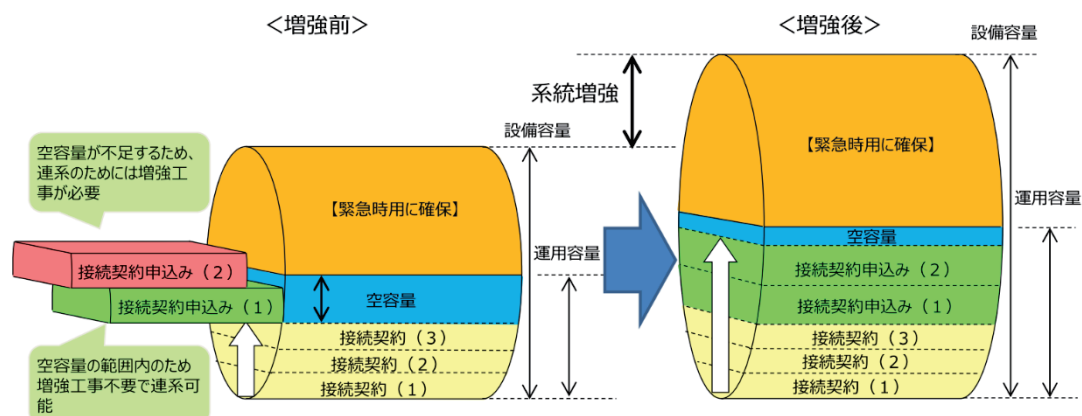 ＜増強前＞
＜増強後＞
設備容量
系統増強
設備容量
空容量が不足するため、
連系のためには増強工
事が必要
【緊急時用に確保】
【緊急時用に確保】
運用容量
運用容量
空容量
接続契約申込み（２）
接続契約申込み（１）
空容量
接続契約申込み（２）
接続契約申込み（１）
接続契約（３）
接続契約（２）
接続契約（１）
接続契約（３）
接続契約（２）
接続契約（１）
空容量の範囲内のため
増強工事不要で連系可
能